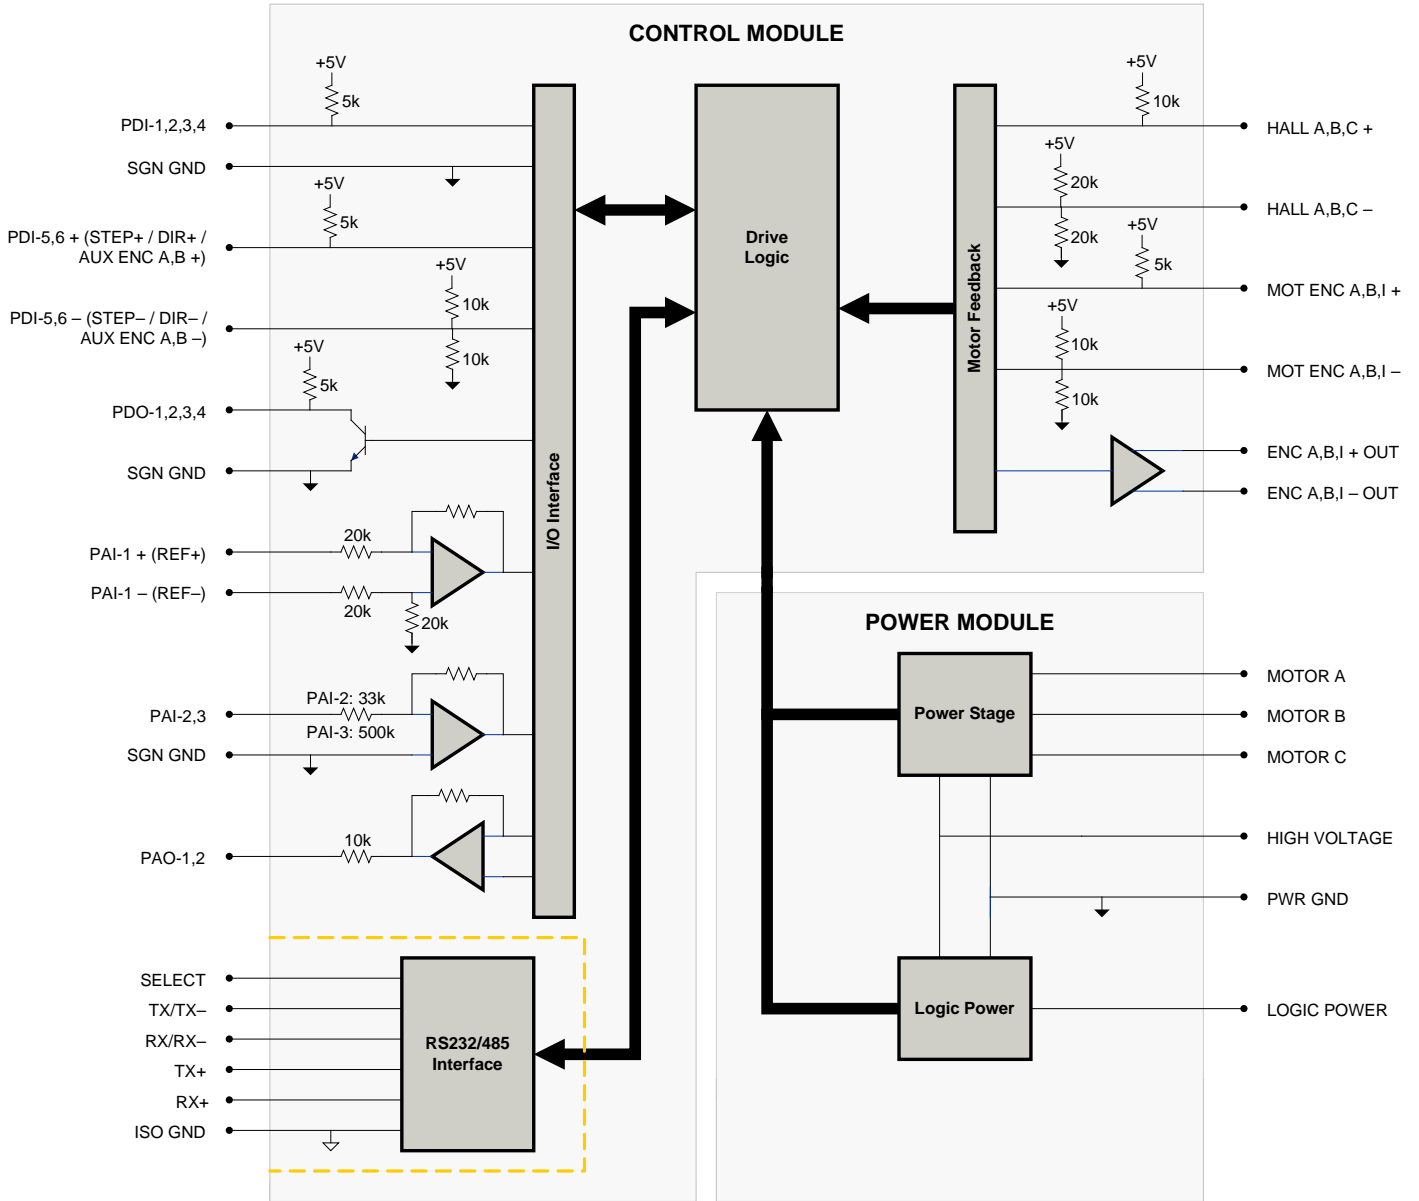 CONTROL MODULE
+5V
5k
PDI-1,2,3,4
SGN GND
+5V
5k
PDI-5,6 + (STEP+ / DIR+ /
AUX ENC A,B +)
+5V
10k
PDI-5,6 – (STEP– / DIR– /
AUX ENC A,B –)
10k
+5V
5k
PDO-1,2,3,4
SGN GND
20k
PAI-1 + (REF+)
PAI-1 – (REF–)
20k
20k
PAI-2: 33k
PAI-2,3
PAI-3: 500k
SGN GND
10k
PAO-1,2
I/O Interface
SELECT
TX/TX–
RX/RX–
TX+
RX+
ISO GND
RS232/485
Interface
Drive
Logic
Motor Feedback
+5V
10k
HALL A,B,C +
+5V
20k
HALL A,B,C –
20k
+5V
5k
MOT ENC A,B,I +
+5V
10k
MOT ENC A,B,I –
10k
ENC A,B,I + OUT
ENC A,B,I – OUT
POWER MODULE
Power Stage
MOTOR A
MOTOR B
MOTOR C
HIGH VOLTAGE
PWR GND
Logic Power
LOGIC POWER